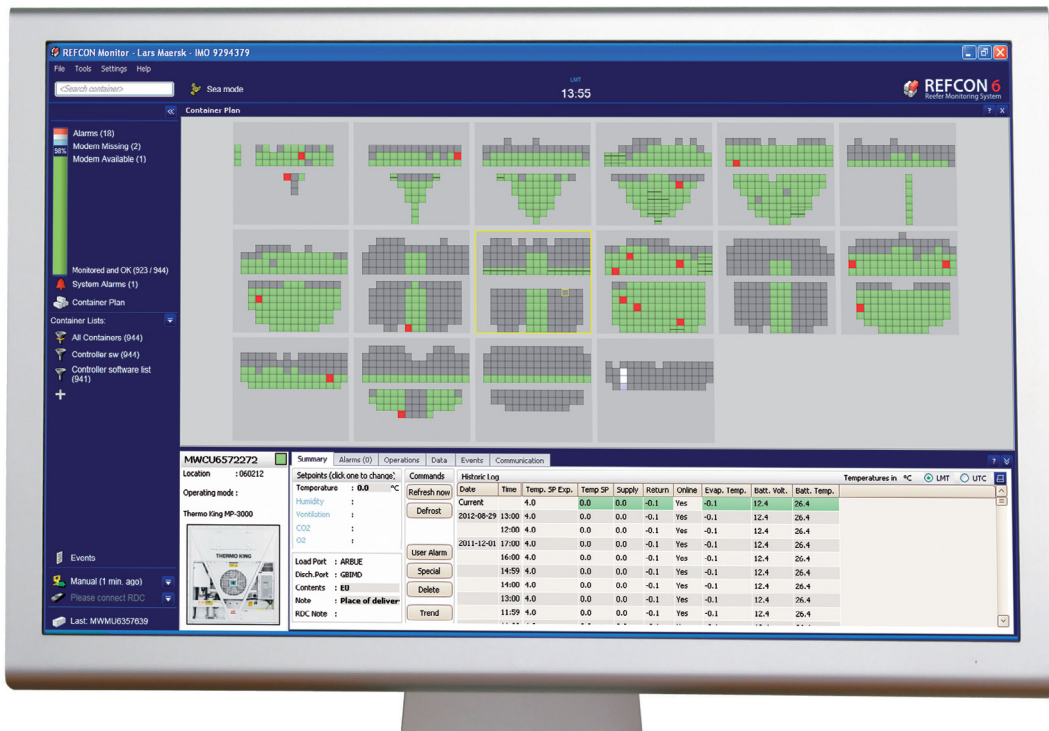 REFCON Monitor - Lars Maersk - IMO 9294379
File Tools Settings Help
<Search container>
Sea mode
LMT
13:55
REFCON 6
Reefer Monitoring System
Container Plan
? X
Alarms (18)
Modem Missing (2)
98%
Modem Available (1)
Monitored and OK (923 / 944)
System Alarms (1)
Container Plan
Container Lists:
All Containers (944)
Controller sw (944)
Controller software list
(941)
Events
Manual (1 min. ago)
Please connect RDC
Last: MWMU6357639
MWCU6572272
Location : 060212
Operating mode :
Thermo King MP-3000
THERMO KING
Summary Alarms (0) Operations Data Events Communication
Setpoints (click one to change)
Temperature : 0.0 °C
Humidity :
Ventilation :
CO2 :
O2 :
Load Port : ARBUE
Disch.Port : GBIMD
Contents : E0
Note : Place of deliver
RDC Note :
Commands
Refresh now
Defrost
User Alarm
Special
Delete
Trend
Historic Log
Temperatures in °C LMT UTC
Date Time Temp. SP Exp. Temp SP Supply Return Online Evap. Temp. Batt. Volt. Batt. Temp.
Current 4.0 0.0 0.0 -0.1 Yes -0.1 12.4 26.4
2012-08-29 13:00 4.0 0.0 0.0 -0.1 Yes -0.1 12.4 26.4
12:00 4.0 0.0 0.0 -0.1 Yes -0.1 12.4 26.4
2011-12-01 17:00 4.0 0.0 0.0 -0.1 Yes -0.1 12.4 26.4
16:00 4.0 0.0 0.0 -0.1 Yes -0.1 12.4 26.4
14:59 4.0 0.0 0.0 -0.1 Yes -0.1 12.4 26.4
14:00 4.0 0.0 0.0 -0.1 Yes -0.1 12.4 26.4
13:00 4.0 0.0 0.0 -0.1 Yes -0.1 12.4 26.4
11:59 4.0 0.0 0.0 -0.1 Yes -0.1 12.4 26.4